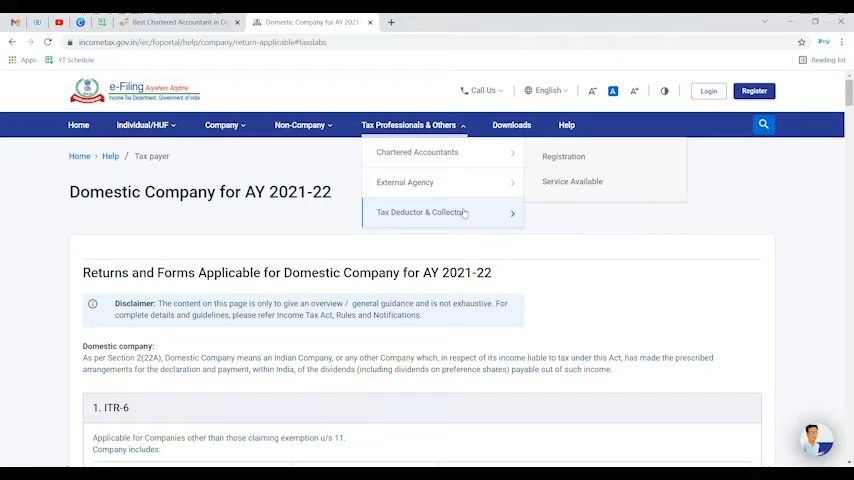 Best Chartered Accountant in De
Domestic Company for AY 2021-
incometax.gov.in/iec/foportal/help/company/return-applicable#taxslabs
Apps
YT Schedule
Reading list
e-Filing Anywhere Anytime
Income Tax Department, Government of India
Call Us
English
A-
A
A+
Login
Register
Home
Individual/HUF
Company
Non-Company
Tax Professionals & Others
Downloads
Help
Chartered Accountants
External Agency
Tax Deductor & Collector
Registration
Service Available
Home › Help / Tax payer
Domestic Company for AY 2021-22
Returns and Forms Applicable for Domestic Company for AY 2021-22
Disclaimer: The content on this page is only to give an overview / general guidance and is not exhaustive. For
complete details and guidelines, please refer Income Tax Act, Rules and Notifications.
Domestic company:
As per Section 2(22A), Domestic Company means an Indian Company, or any other Company which, in respect of its income liable to tax under this Act, has made the prescribed
arrangements for the declaration and payment, within India, of the dividends (including dividends on preference shares) payable out of such income.
1. ITR-6
Applicable for Companies other than those claiming exemption u/s 11.
Company includes: